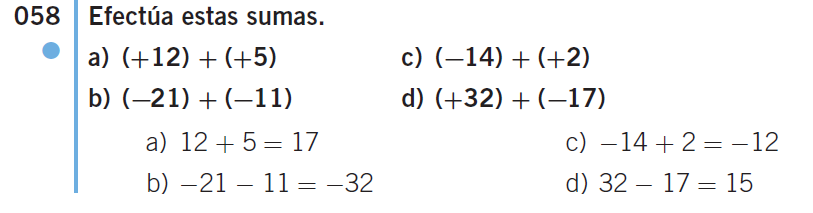 058 Efectúa estas sumas.
a) (+12) + (+5) c) (−14) + (+2)
b) (−21) + (−11) d) (+32) + (−17)
a) 12 + 5 = 17 c) −14 + 2 = −12
b) −21 − 11 = −32 d) 32 − 17 = 15